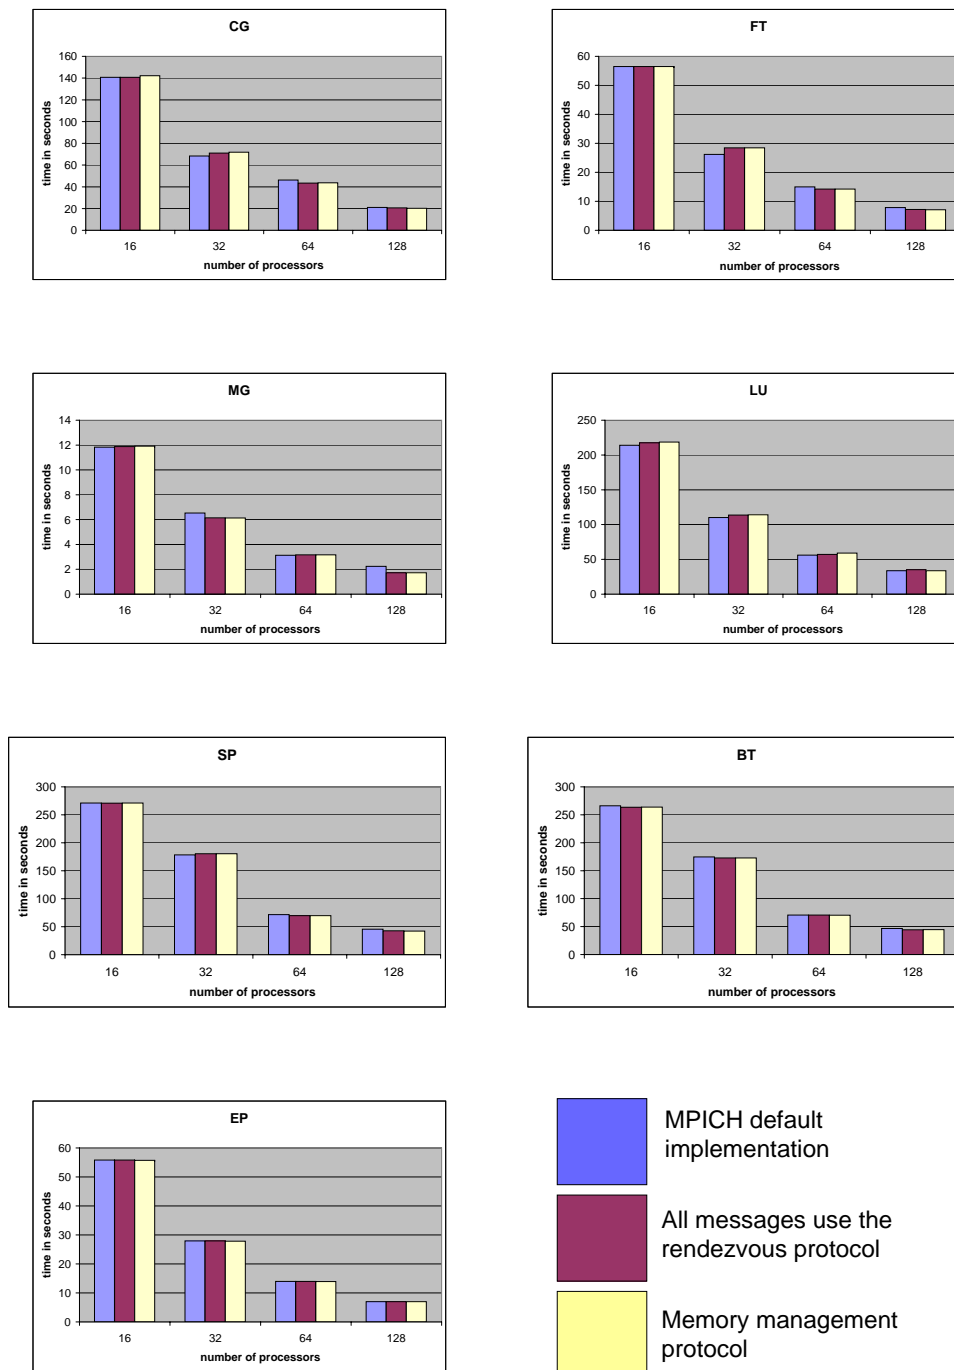 CG
160
140
120
100
80
60
40
20
0
time in seconds
16 32 64 128
number of processors
FT
60
50
40
30
20
10
0
time in seconds
16 32 64 128
number of processors
MG
14
12
10
8
6
4
2
0
time in seconds
16 32 64 128
number of processors
LU
250
200
150
100
50
0
time in seconds
16 32 64 128
number of processors
SP
300
250
200
150
100
50
0
time in seconds
16 32 64 128
number of processors
BT
300
250
200
150
100
50
0
time in seconds
16 32 64 128
number of processors
EP
60
50
40
30
20
10
0
time in seconds
16 32 64 128
number of processors
MPICH default
implementation
All messages use the
rendezvous protocol
Memory management
protocol